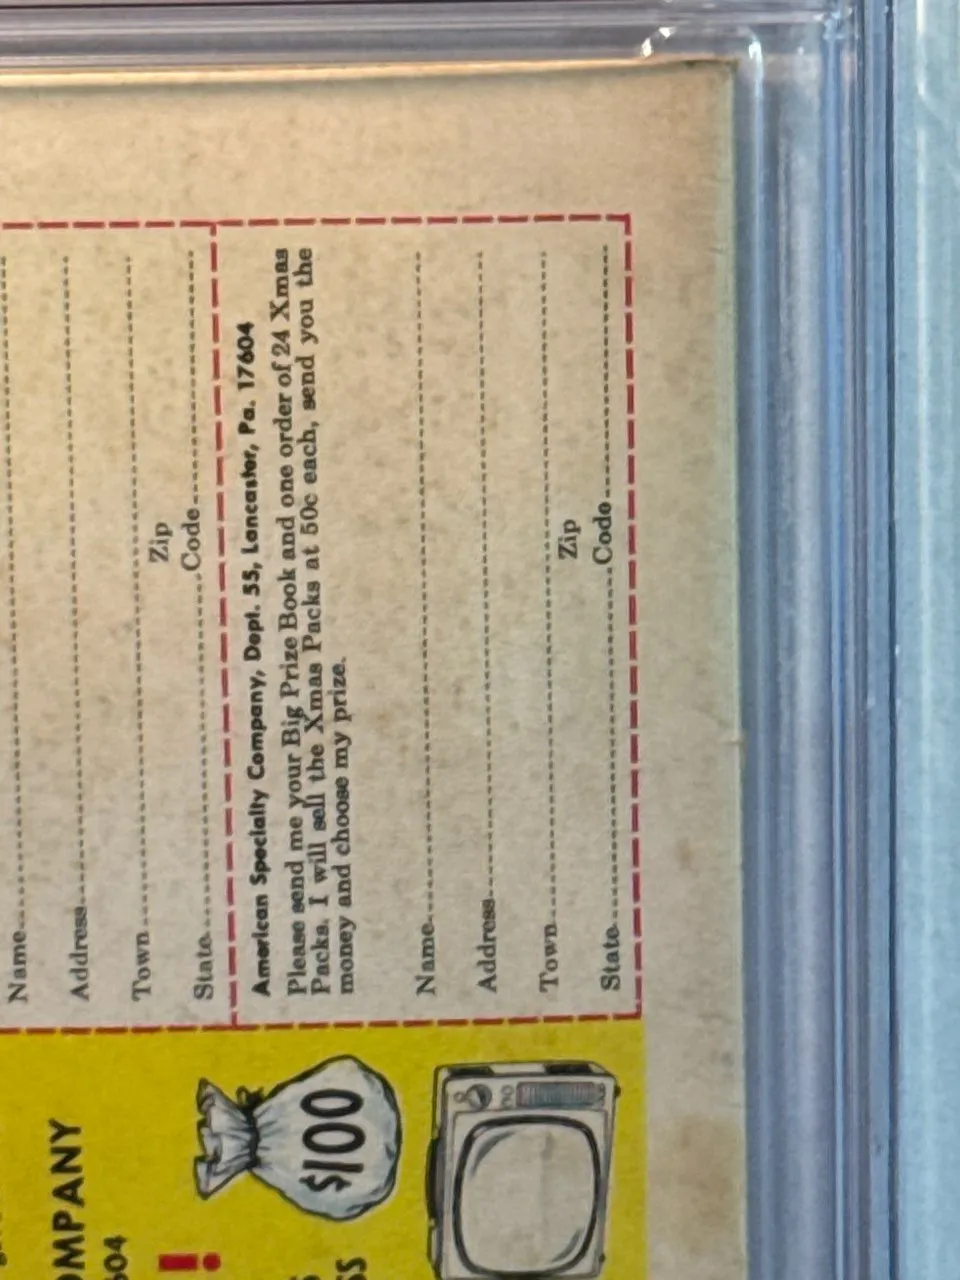 Name
Address
Town
Zip
State Code
American Specialty Company, Dept. 55, Lancaster, Pa. 17604
Please send me your Big Prize Book and one order of 24 Xmas
Packs. I will sell the Xmas Packs at 50c each, send you the
money and choose my prize.
Name
Address
Town
Zip
State Code
OMPANY
604
!
$100
S
SS